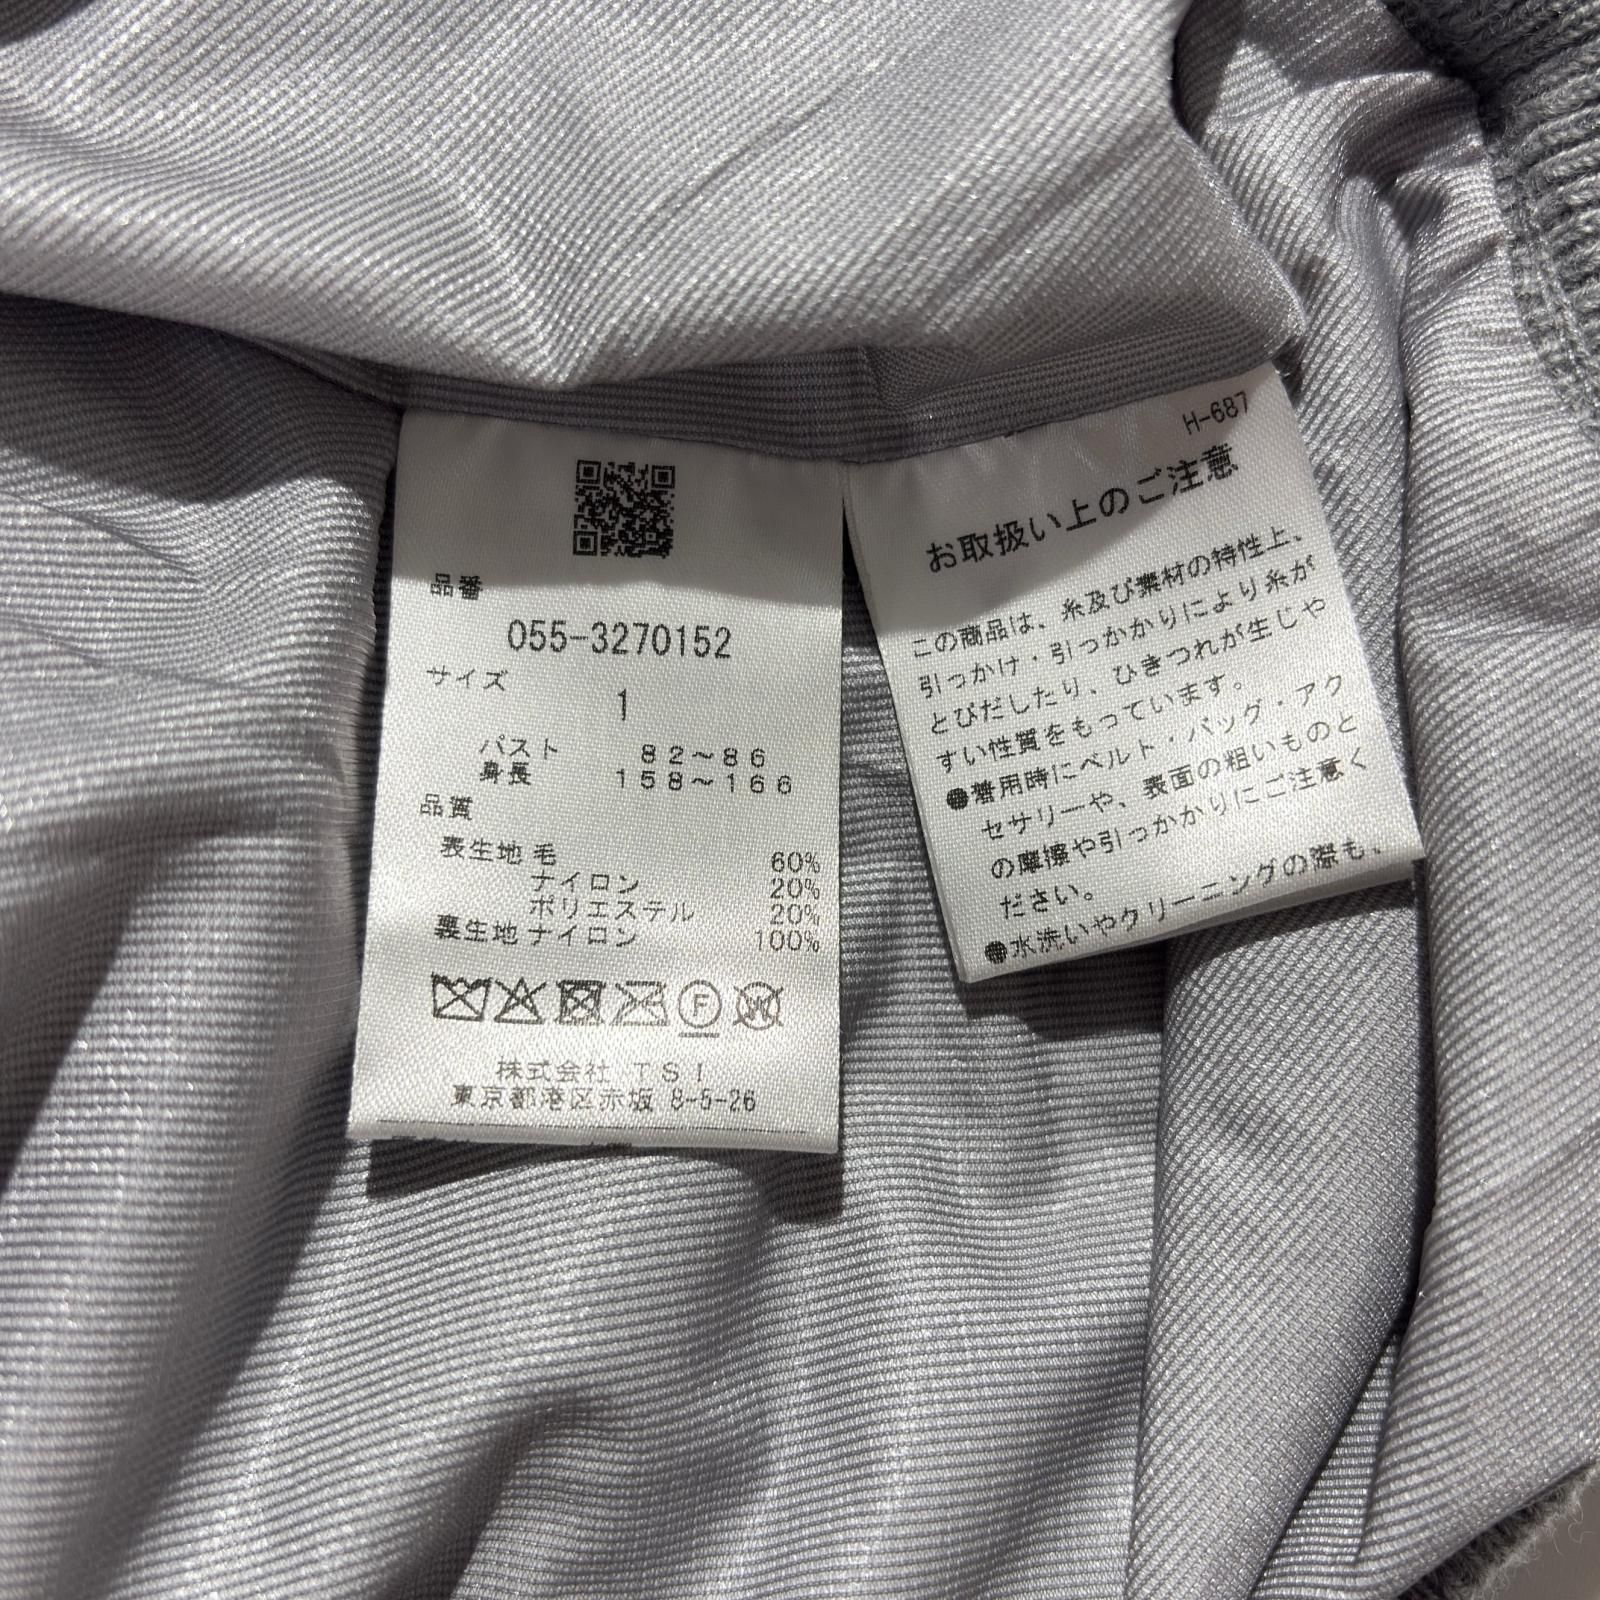 品番
055-3270152
サイズ
1
バスト 82~86
身長 158~166
品質
表生地 毛 60%
ナイロン 20%
ポリエステル 20%
裏生地 ナイロン 100%
F
W
株式会社 TSI
東京都港区赤坂 8-5-26
H-687
お取扱い上のご注意
この商品は、糸及び素材の特性上、
引っかけ・引っかかりにより糸が
とびだしたり、ひきつれが生じや
すい性質をもっています。
●着用時にベルト・バッグ・アク
セサリーや、表面の粗いものと
の摩擦や引っかかりにご注意く
ださい。
●水洗いやクリーニングの際も、